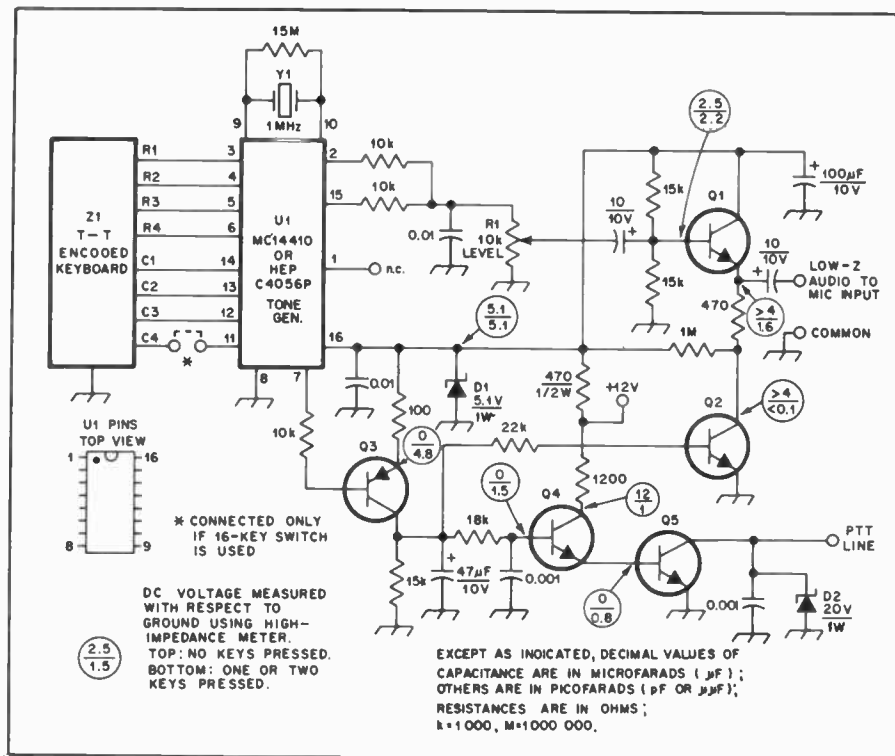 15M
Y1
1MHz
9
10
Z1
T-T
ENCODED
KEYBOARD
R1
R2
R3
R4
C1
C2
C3
C4
*
3
4
5
6
14
13
12
11
U1
MC14410
OR
HEP
C4056P
TONE
GEN.
2
15
1
16
8
7
10k
10k
0.01
R1
10k
LEVEL
n.c.
10
10V
+
15k
15k
2.5
2.2
Q1
+
100µF
10V
+
10
10V
LOW-Z
AUDIO TO
MIC INPUT
470
>4
1.6
COMMON
5.1
5.1
1M
0.01
100
D1
5.1V
1W
470
1/2W
+12V
Q2
>4
<0.1
10k
Q3
0
4.8
22k
1200
U1 PINS
TOP VIEW
1
16
8
9
* CONNECTED ONLY
IF 16-KEY SWITCH
IS USED
18k
0
1.5
Q4
12
1
Q5
PTT
LINE
15k
+
47µF
10V
0.001
0
0.8
0.001
D2
20V
1W
2.5
1.5
DC VOLTAGE MEASURED
WITH RESPECT TO
GROUND USING HIGH-
IMPEDANCE METER.
TOP: NO KEYS PRESSED.
BOTTOM: ONE OR TWO
KEYS PRESSED.
EXCEPT AS INDICATED, DECIMAL VALUES OF
CAPACITANCE ARE IN MICROFARADS (µF);
OTHERS ARE IN PICOFARADS (pF OR µµF);
RESISTANCES ARE IN OHMS;
k=1000, M=1000 000.